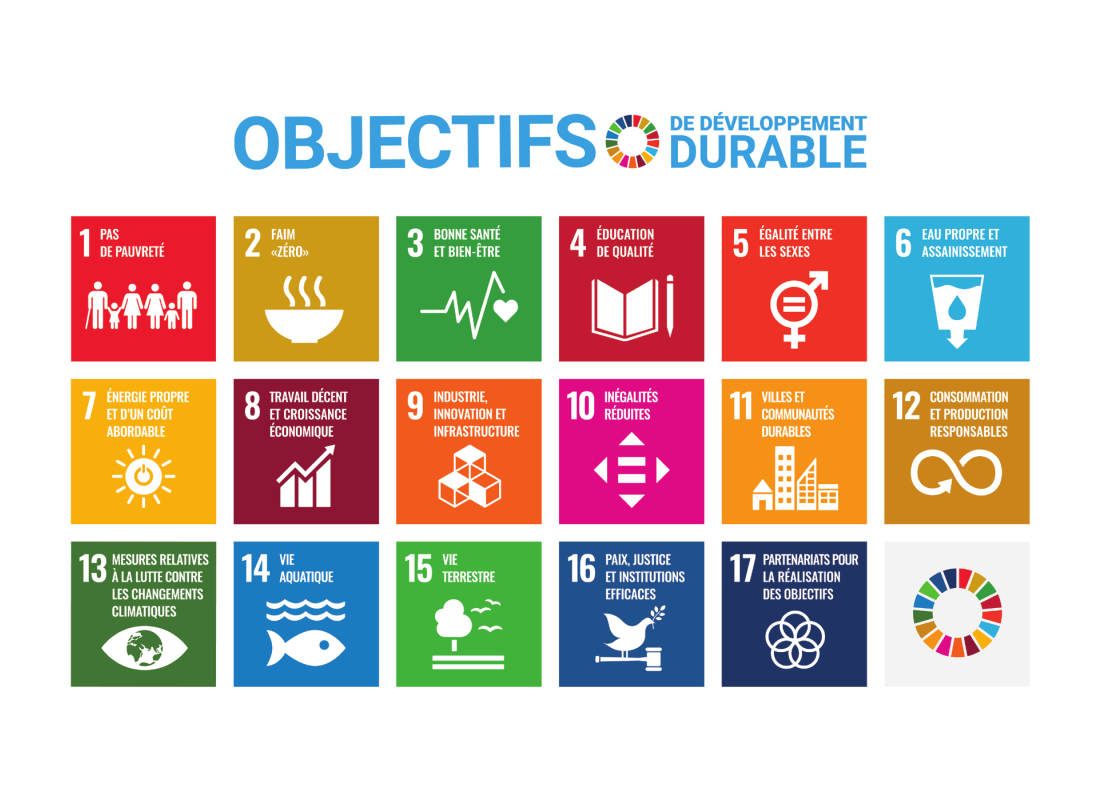 OBJECTIFS
DE DÉVELOPPEMENT
DURABLE
1 PAS
DE PAUVRETÉ
2 FAIM
«ZÉRO»
3 BONNE SANTÉ
ET BIEN-ÊTRE
4 ÉDUCATION
DE QUALITÉ
5 ÉGALITÉ ENTRE
LES SEXES
6 EAU PROPRE ET
ASSAINISSEMENT
7 ÉNERGIE PROPRE
ET D'UN COÛT
ABORDABLE
8 TRAVAIL DÉCENT
ET CROISSANCE
ÉCONOMIQUE
9 INDUSTRIE,
INNOVATION ET
INFRASTRUCTURE
10 INÉGALITÉS
RÉDUITES
11 VILLES ET
COMMUNAUTÉS
DURABLES
12 CONSOMMATION
ET PRODUCTION
RESPONSABLES
13 MESURES RELATIVES
À LA LUTTE CONTRE
LES CHANGEMENTS
CLIMATIQUES
14 VIE
AQUATIQUE
15 VIE
TERRESTRE
16 PAIX, JUSTICE
ET INSTITUTIONS
EFFICACES
17 PARTENARIATS POUR
LA RÉALISATION
DES OBJECTIFS